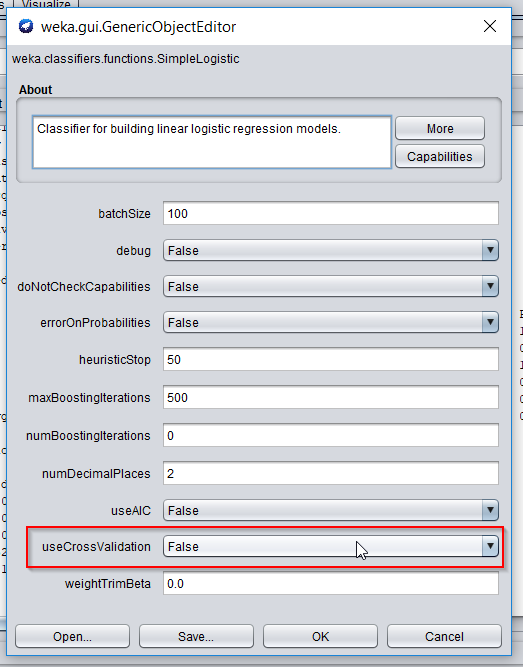 Visualize
weka.gui.GenericObjectEditor
weka.classifiers.functions.SimpleLogistic
About
Classifier for building linear logistic regression models.
More
Capabilities
batchSize 100
debug False
doNotCheckCapabilities False
errorOnProbabilities False
heuristicStop 50
maxBoostingIterations 500
numBoostingIterations 0
numDecimalPlaces 2
useAIC False
useCrossValidation False
weightTrimBeta 0.0
Open... Save... OK Cancel